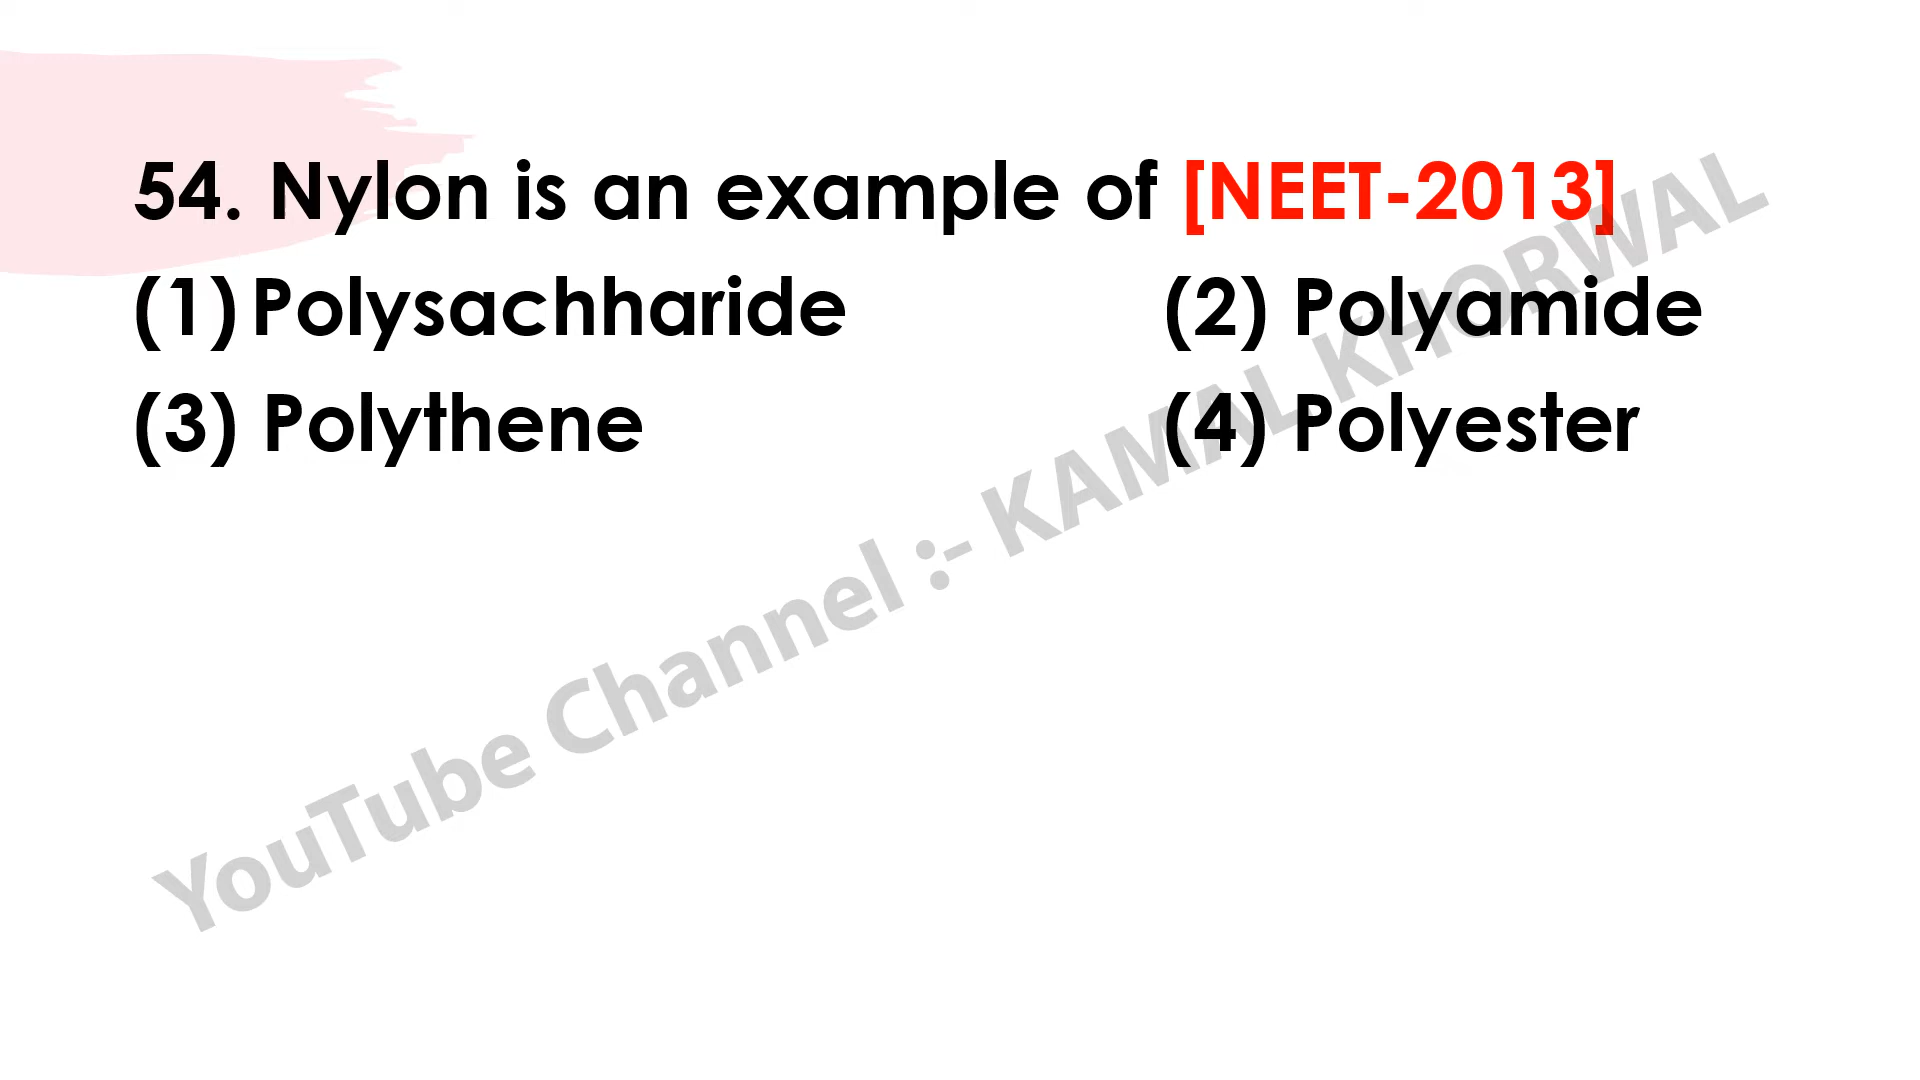 54. Nylon is an example of [NEET-2013]
(1) Polysachharide (2) Polyamide
(3) Polythene (4) Polyester
YouTube Channel :- KAMAL KHORWAL